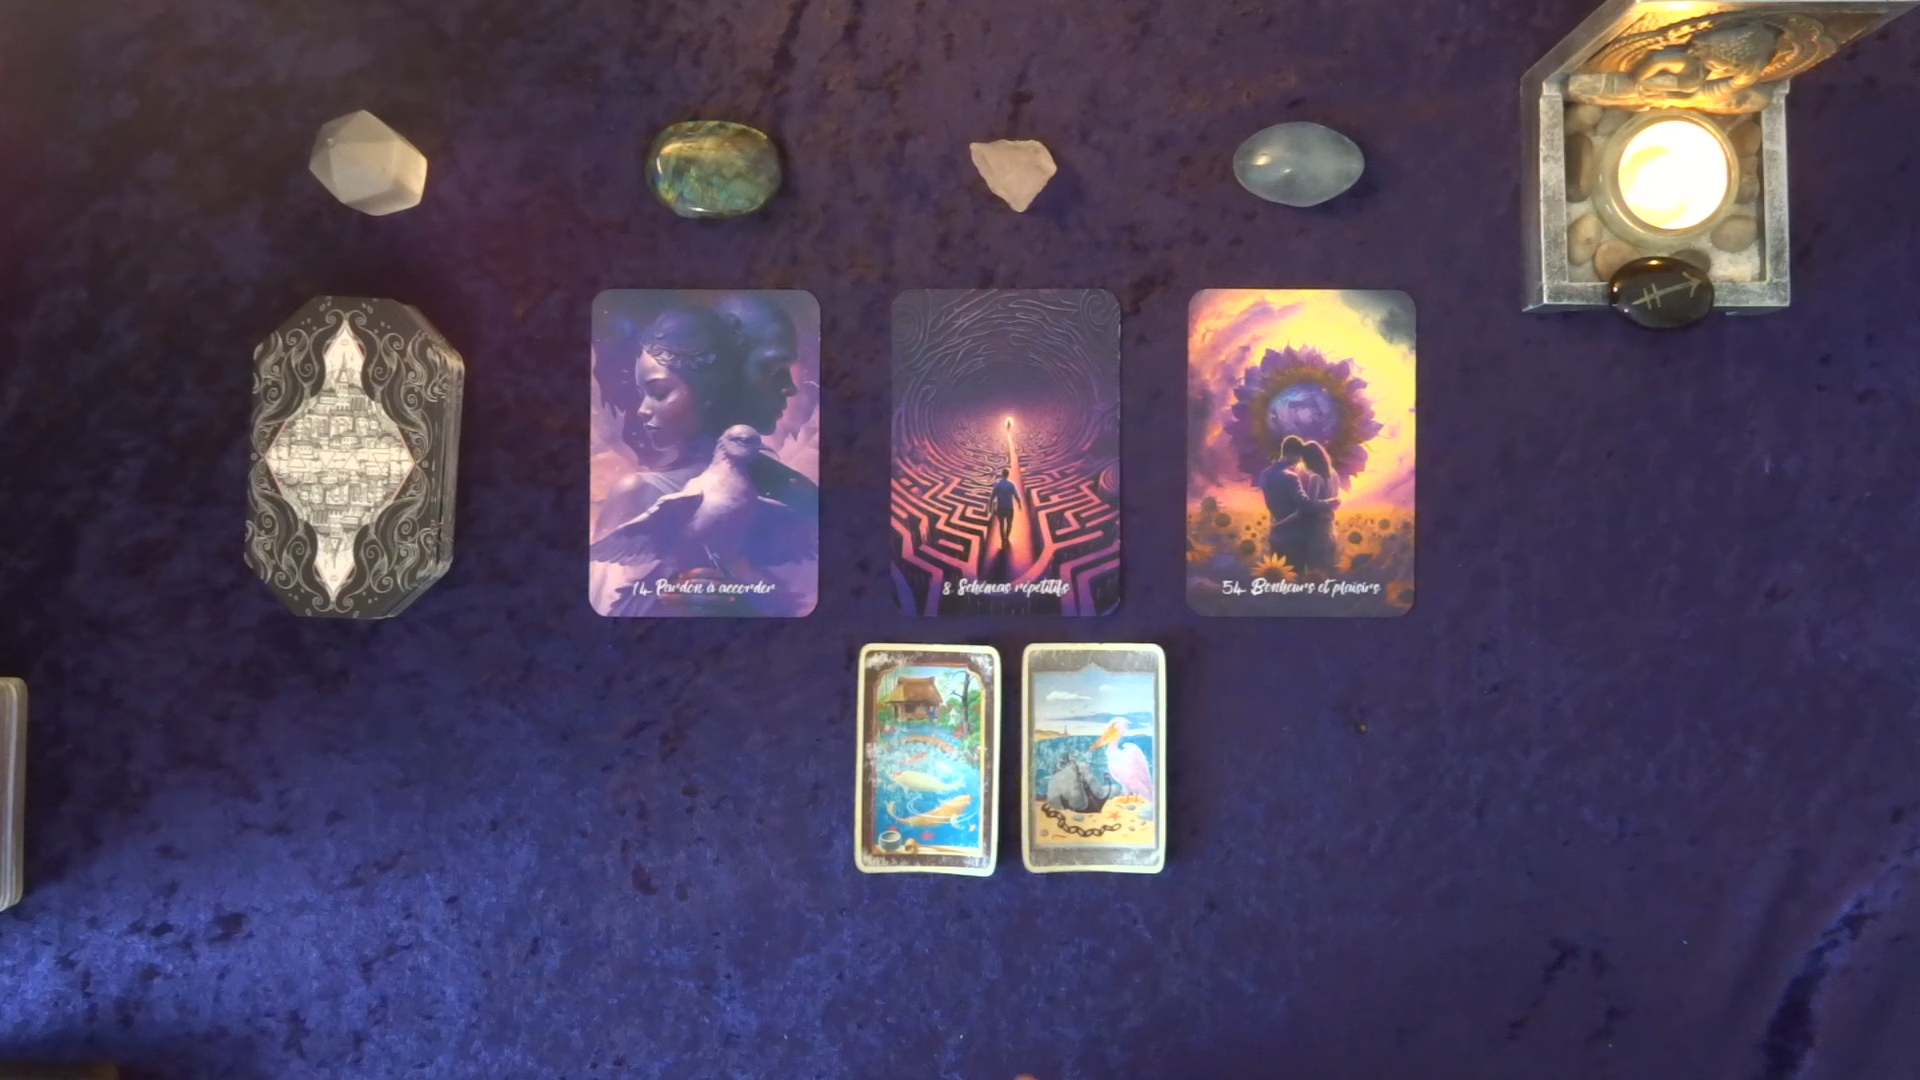 14 Pardon à accorder
8 Schémas répétitifs
54 Bonheurs et plaisirs